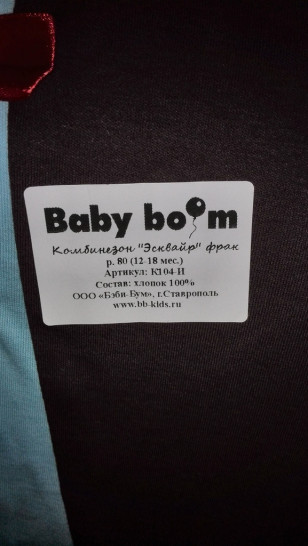 Baby boom
Комбинезон "Эсквайр" фрак
р. 80 (12-18 мес.)
Артикул: К104-И
Состав: хлопок 100%
ООО «Бэби-Бум», г.Ставрополь
www.bb-kids.ru